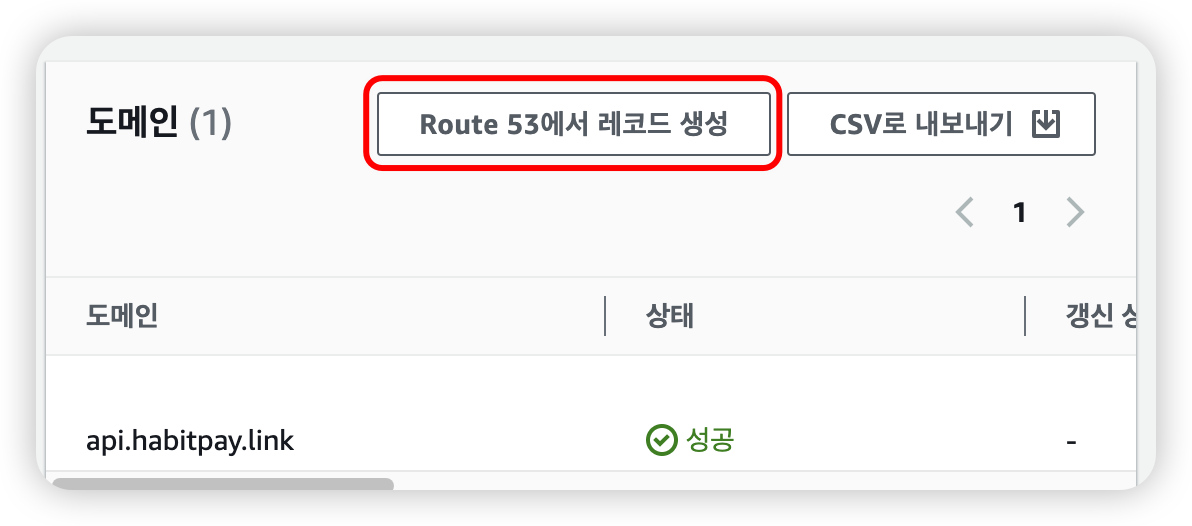 도메인 (1)
Route 53에서 레코드 생성
CSV로 내보내기
1
도메인
상태
갱신
api.habitpay.link
성공
-